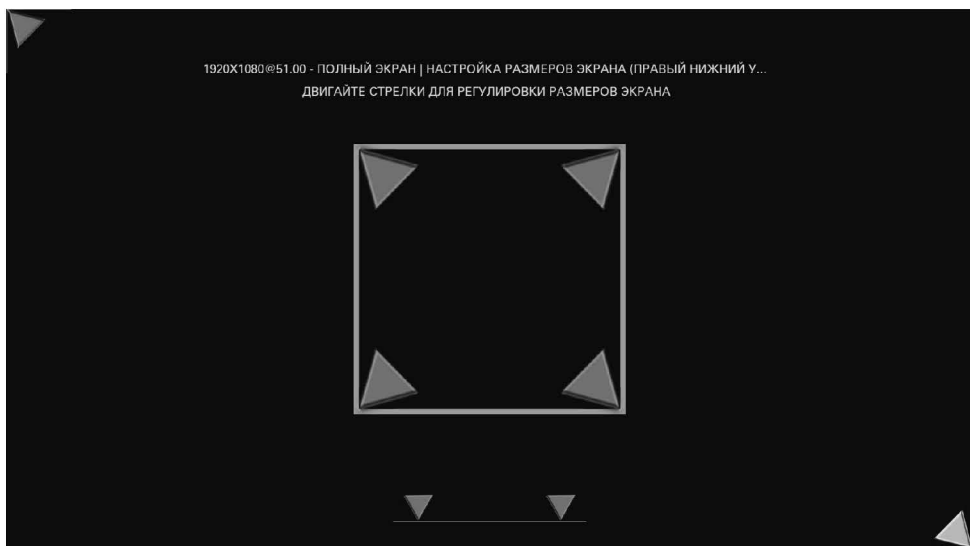 1920X1080@51.00 - ПОЛНЫЙ ЭКРАН | НАСТРОЙКА РАЗМЕРОВ ЭКРАНА (ПРАВЫЙ НИЖНИЙ У...
ДВИГАЙТЕ СТРЕЛКИ ДЛЯ РЕГУЛИРОВКИ РАЗМЕРОВ ЭКРАНА